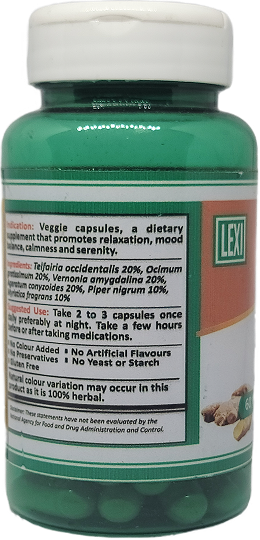 Indication: Veggie capsules, a dietary
supplement that promotes relaxation, mood
balance, calmness and serenity.
Ingredients: Telfairia occidentalis 20%, Ocimum
gratissimum 20%, Vernonia amygdalina 20%,
Ageratum conyzoides 20%, Piper nigrum 10%,
fragrans 10%
Suggested Use: Take 2 to 3 capsules once
daily preferably at night. Take a few hours
before or after taking medications.
No Colour Added • No Artificial Flavours
No Preservatives • No Yeast or Starch
Gluten Free
Natural colour variation may occur in this
product as it is 100% herbal.
Disclaimer: These statements have not been evaluated by the
National Agency for Food and Drug Administration and Control.
LEXI
60